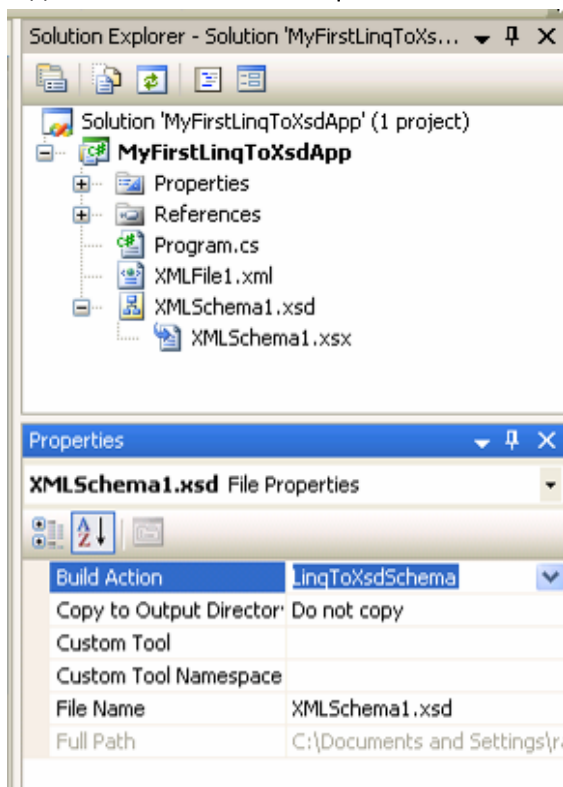 Solution Explorer - Solution 'MyFirstLinqToXs...
Solution 'MyFirstLinqToXsdApp' (1 project)
MyFirstLinqToXsdApp
Properties
References
Program.cs
XMLFile1.xml
XMLSchema1.xsd
XMLSchema1.xsx
Properties
XMLSchema1.xsd File Properties
Build Action LinqToXsdSchema
Copy to Output Director Do not copy
Custom Tool
Custom Tool Namespace
File Name XMLSchema1.xsd
Full Path C:\Documents and Settings\r